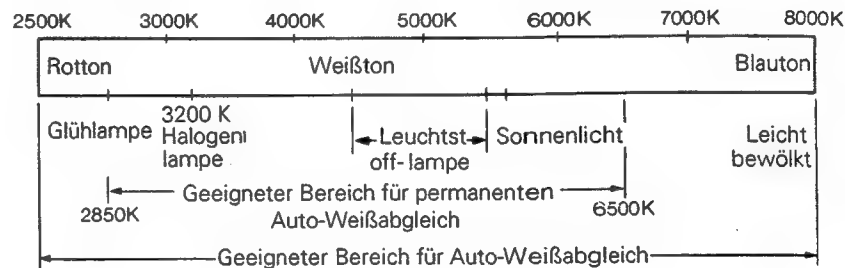 2500K 3000K 4000K 5000K 6000K 7000K 8000K
Rotton Weißton Blauton
Glühlampe
3200 K
Halogen
lampe
Leuchtst
off-lampe
Sonnenlicht
Leicht
bewölkt
Geeigneter Bereich für permanenten
Auto-Weißabgleich
2850K 6500K
Geeigneter Bereich für Auto-Weißabgleich